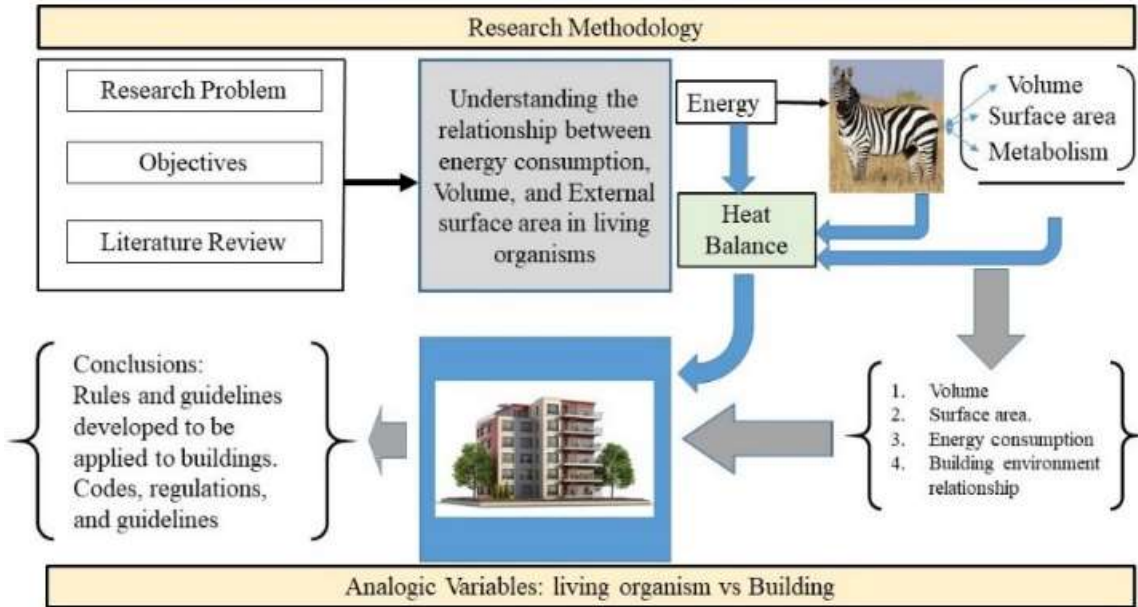 Research Methodology
Research Problem
Objectives
Literature Review
Understanding the
relationship between
energy consumption,
Volume, and External
surface area in living
organisms
Energy
Volume
Surface area
Metabolism
Heat
Balance
Conclusions:
Rules and guidelines
developed to be
applied to buildings.
Codes, regulations,
and guidelines
1. Volume
2. Surface area.
3. Energy consumption
4. Building environment
relationship
Analogic Variables: living organism vs Building